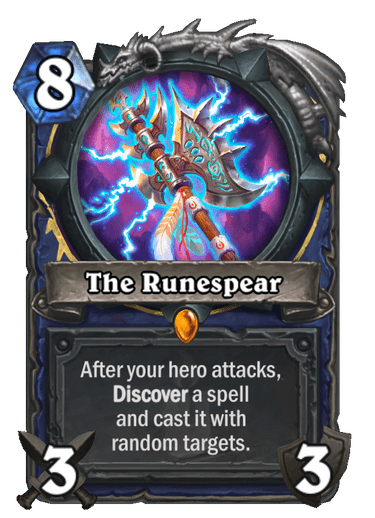 8
The Runespear
After your hero attacks,
Discover a spell
and cast it with
random targets.
3
3